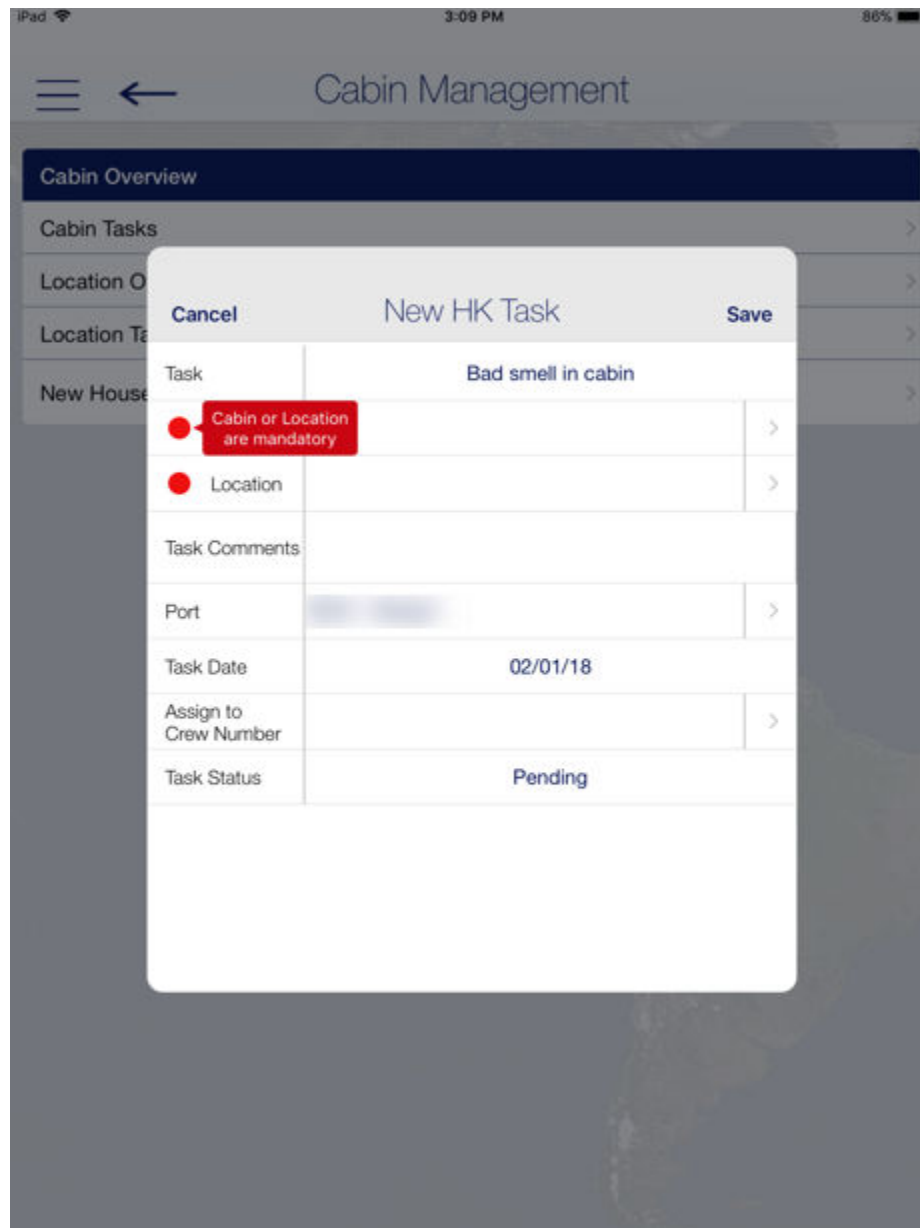 iPad 3:09 PM 86%
Cabin Management
Cabin Overview
Cabin Tasks
Location O
Location Ta
New House
Cancel New HK Task Save
Task Bad smell in cabin
Cabin or Location
are mandatory
Location
Task Comments
Port
Task Date 02/01/18
Assign to
Crew Number
Task Status Pending